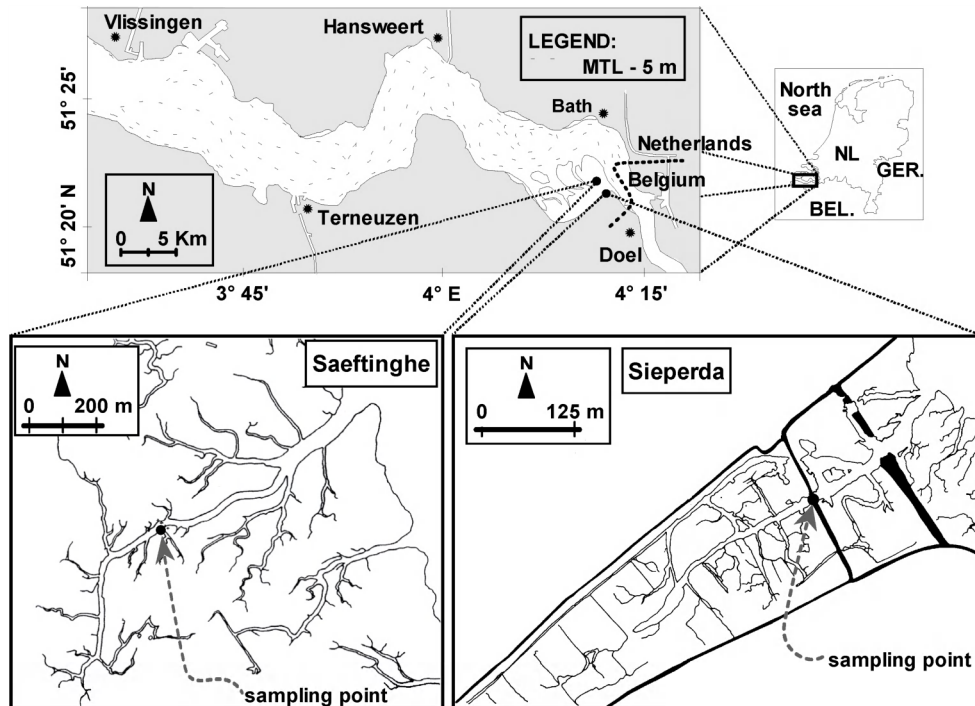 Vlissingen
Hansweert
LEGEND:
MTL - 5 m
Bath
Netherlands
Belgium
Doel
Terneuzen
N
0 5 Km
51° 25'
51° 20' N
3° 45'
4° E
4° 15'
North
sea
NL
GER.
BEL.
Saeftinghe
N
0 200 m
sampling point
Sieperda
N
0 125 m
sampling point